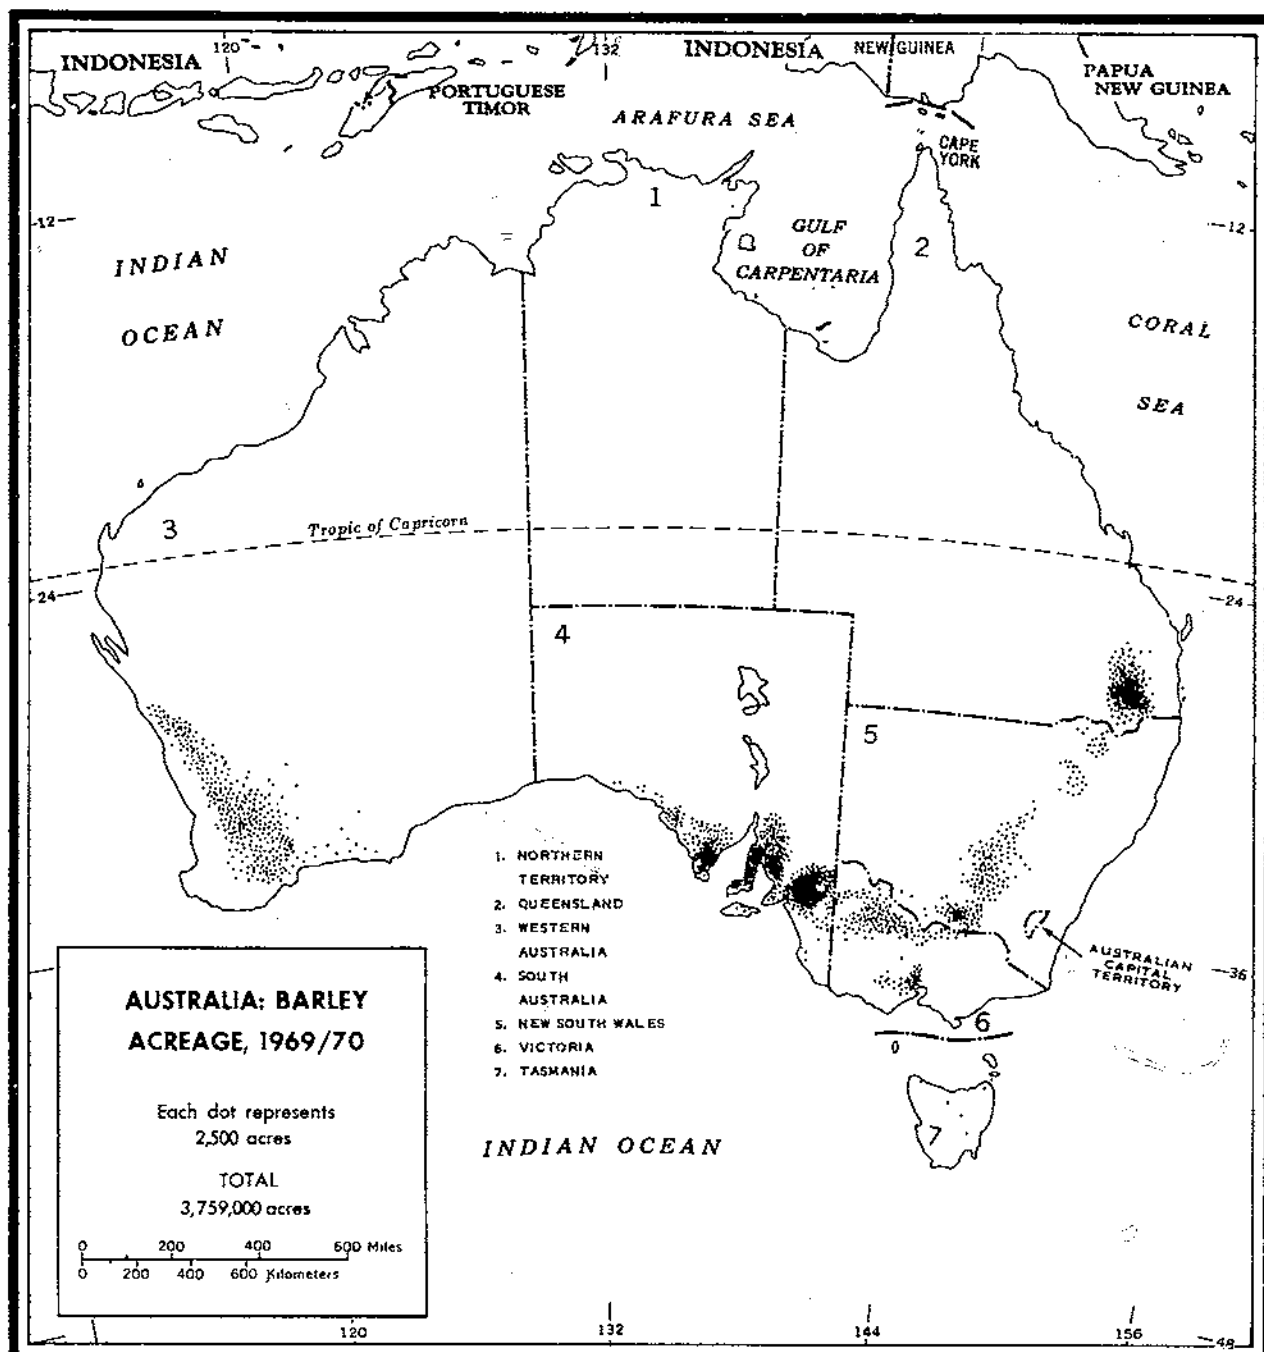 INDONESIA
120
132
INDONESIA
NEW GUINEA
PORTUGUESE
TIMOR
PAPUA
NEW GUINEA
ARAFURA SEA
CAPE
YORK
1
12
12
2
GULF
OF
CARPENTARIA
INDIAN
OCEAN
CORAL
SEA
3
Tropic of Capricorn
24
24
4
5
1. NORTHERN
TERRITORY
2. QUEENSLAND
3. WESTERN
AUSTRALIA
4. SOUTH
AUSTRALIA
5. NEW SOUTH WALES
6. VICTORIA
7. TASMANIA
AUSTRALIAN
CAPITAL
TERRITORY
36
6
7
INDIAN OCEAN
AUSTRALIA: BARLEY
ACREAGE, 1969/70
Each dot represents
2,500 acres
TOTAL
3,759,000 acres
0 200 400 600 Miles
0 200 400 600 Kilometers
120
132
144
156
48